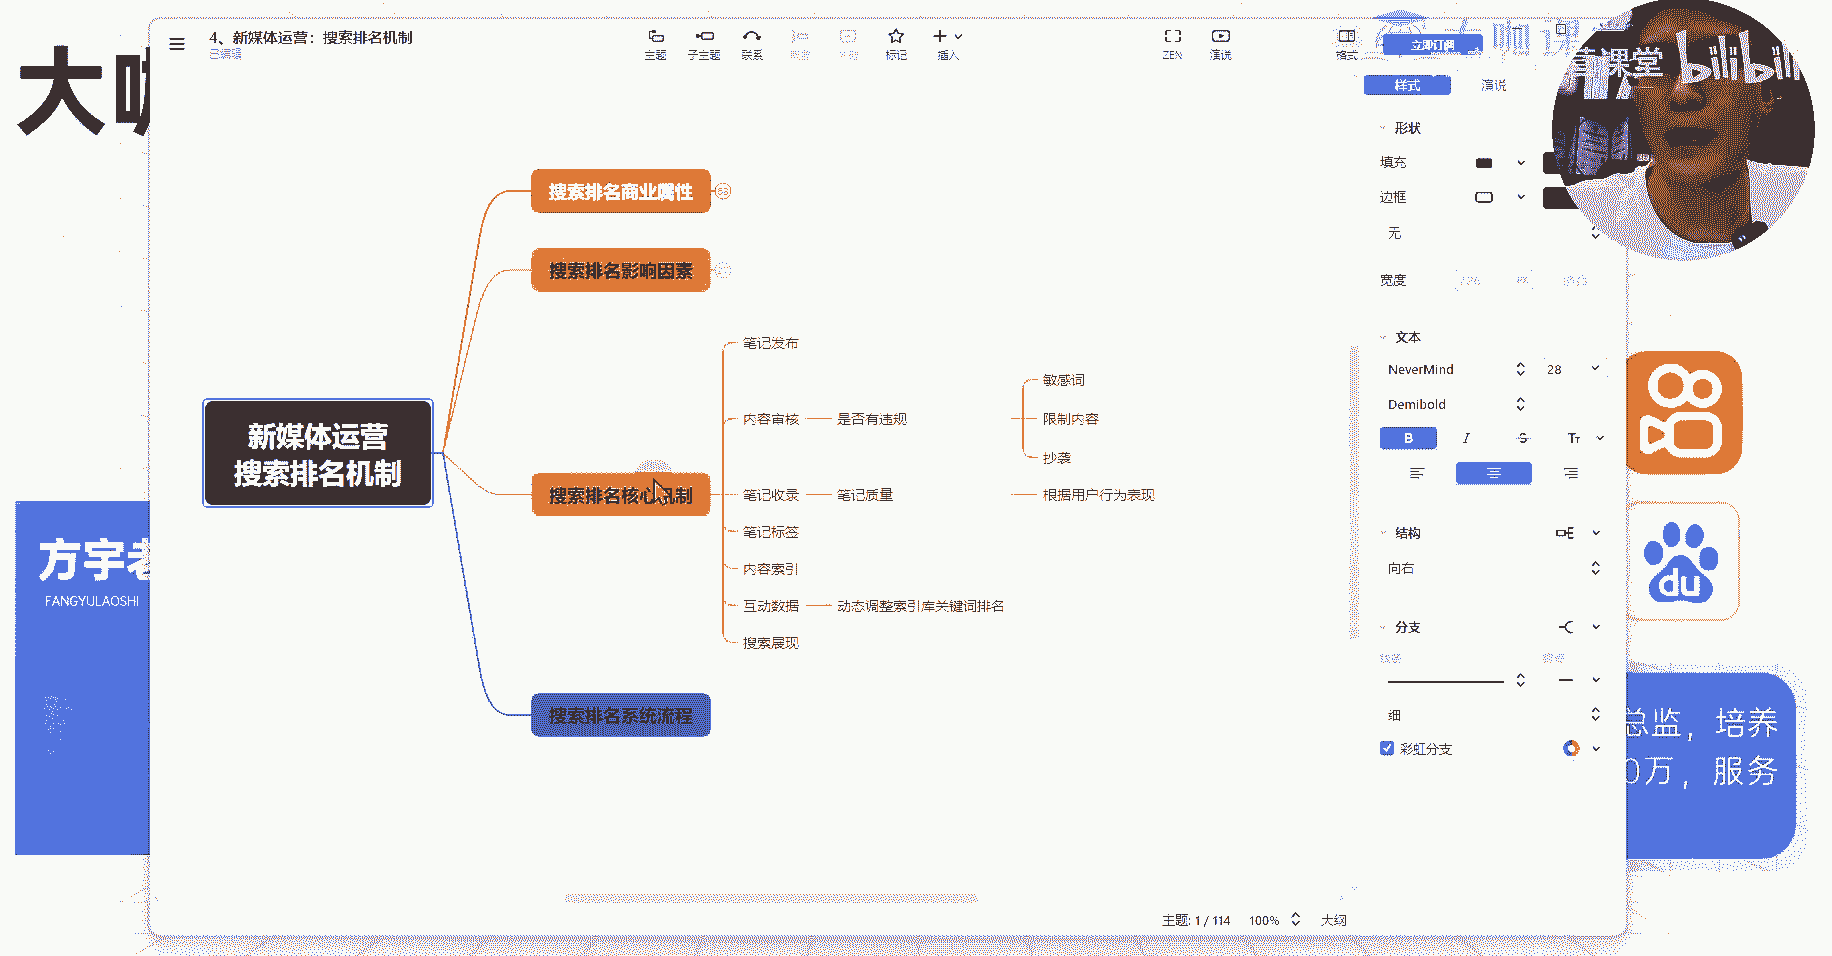 4、新媒体运营：搜索排名机制
已编辑
主题
子主题
联系
标记
插入
ZEN
演说
格式
立即订阅
大咖课
课堂
bilibili
大咖
样式
演说
形状
填充
边框
无
宽度
文本
NeverMind
28
Demibold
B
I
S
TT
结构
向右
分支
细
彩虹分支
新媒体运营
搜索排名机制
搜索排名商业属性
搜索排名影响因素
搜索排名核心机制
搜索排名系统流程
笔记发布
内容审核
是否有违规
敏感词
限制内容
抄袭
笔记收录
笔记质量
根据用户行为表现
笔记标签
内容索引
互动数据
动态调整索引库关键词排名
搜索展现
方宇老
FANGYULAOSHI
du
总监，培养
0万，服务
主题: 1 / 114
100%
大纲